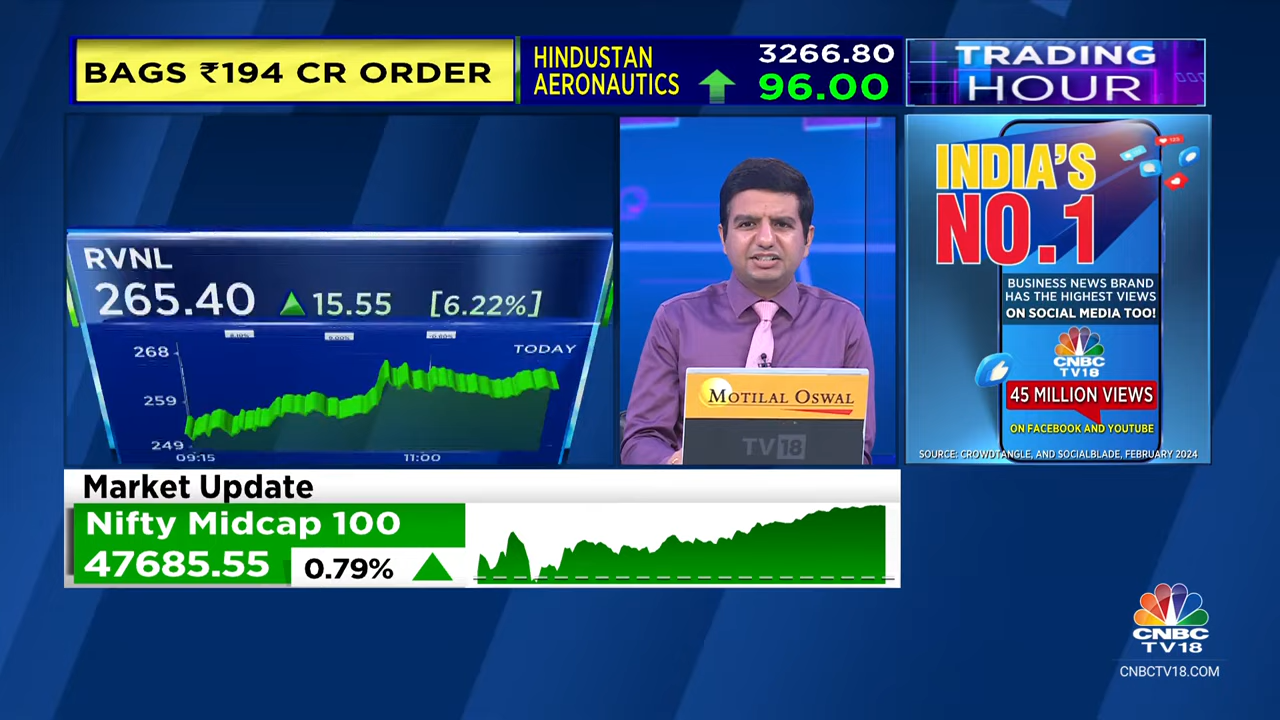 BAGS ₹194 CR ORDER
HINDUSTAN
AERONAUTICS
3266.80
96.00
TRADING
HOUR
RVNL
265.40 15.55 [6.22%]
TODAY
268
259
249
09:15 11:00
MOTILAL OSWAL
TV18
INDIA'S
NO.1
BUSINESS NEWS BRAND
HAS THE HIGHEST VIEWS
ON SOCIAL MEDIA TOO!
CNBC
TV18
45 MILLION VIEWS
ON FACEBOOK AND YOUTUBE
SOURCE: CROWDTANGLE, AND SOCIALBLADE, FEBRUARY 2024
Market Update
Nifty Midcap 100
47685.55 0.79%
CNBC
TV18
CNBCTV18.COM